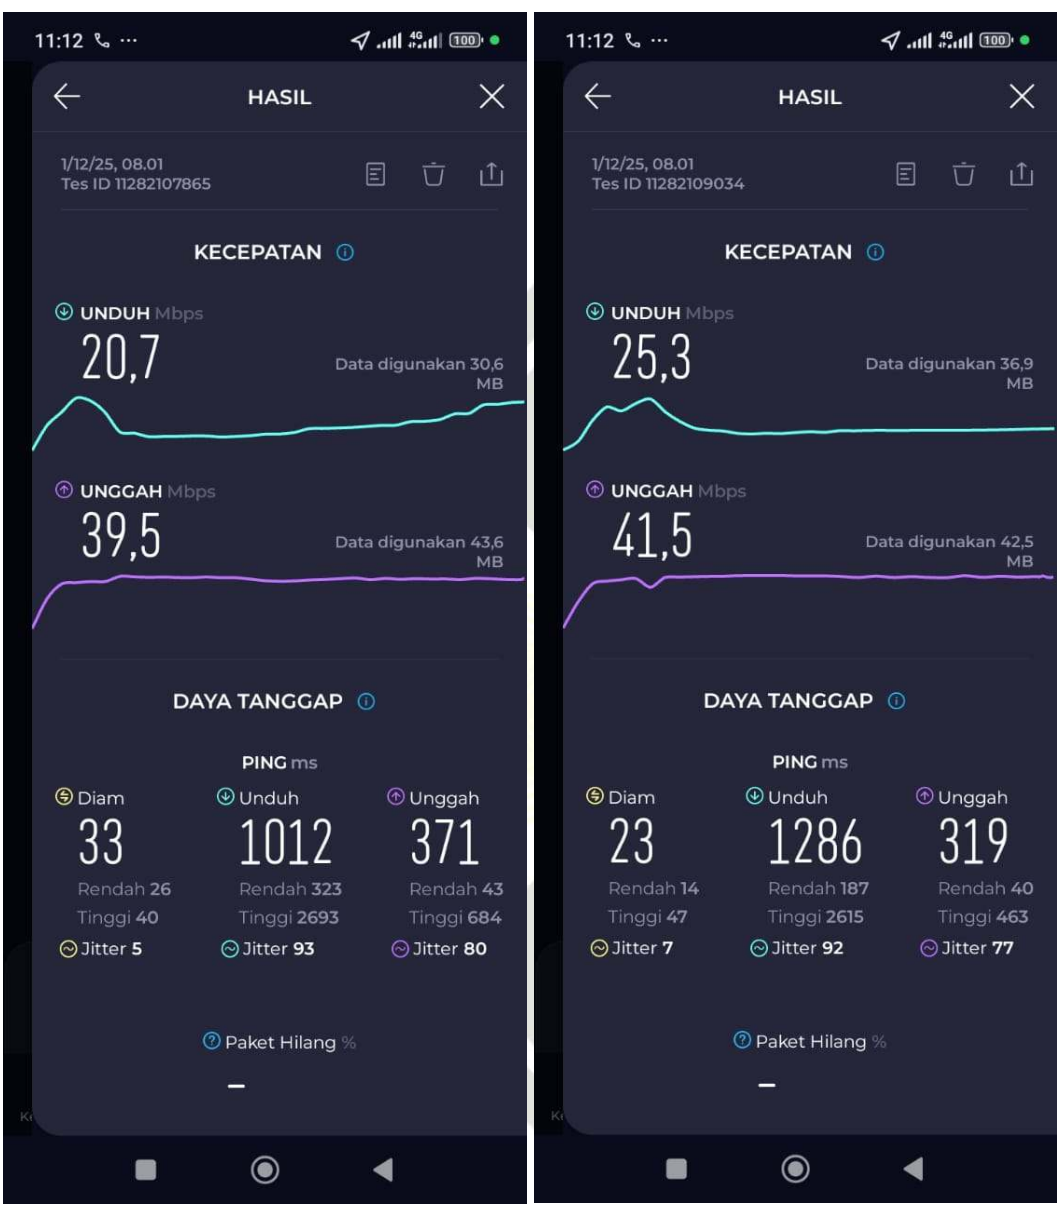 11:12 ... 4G 100
HASIL
1/12/25, 08.01
Tes ID 11282107865
KECEPATAN
UNDUH Mbps
20,7
Data digunakan 30,6
MB
UNGGAH Mbps
39,5
Data digunakan 43,6
MB
DAYA TANGGAP
PING ms
Diam Unduh Unggah
33 1012 371
Rendah 26 Rendah 323 Rendah 43
Tinggi 40 Tinggi 2693 Tinggi 684
Jitter 5 Jitter 93 Jitter 80
Paket Hilang %
–
11:12 ... 4G 100
HASIL
1/12/25, 08.01
Tes ID 11282109034
KECEPATAN
UNDUH Mbps
25,3
Data digunakan 36,9
MB
UNGGAH Mbps
41,5
Data digunakan 42,5
MB
DAYA TANGGAP
PING ms
Diam Unduh Unggah
23 1286 319
Rendah 14 Rendah 187 Rendah 40
Tinggi 47 Tinggi 2615 Tinggi 463
Jitter 7 Jitter 92 Jitter 77
Paket Hilang %
–